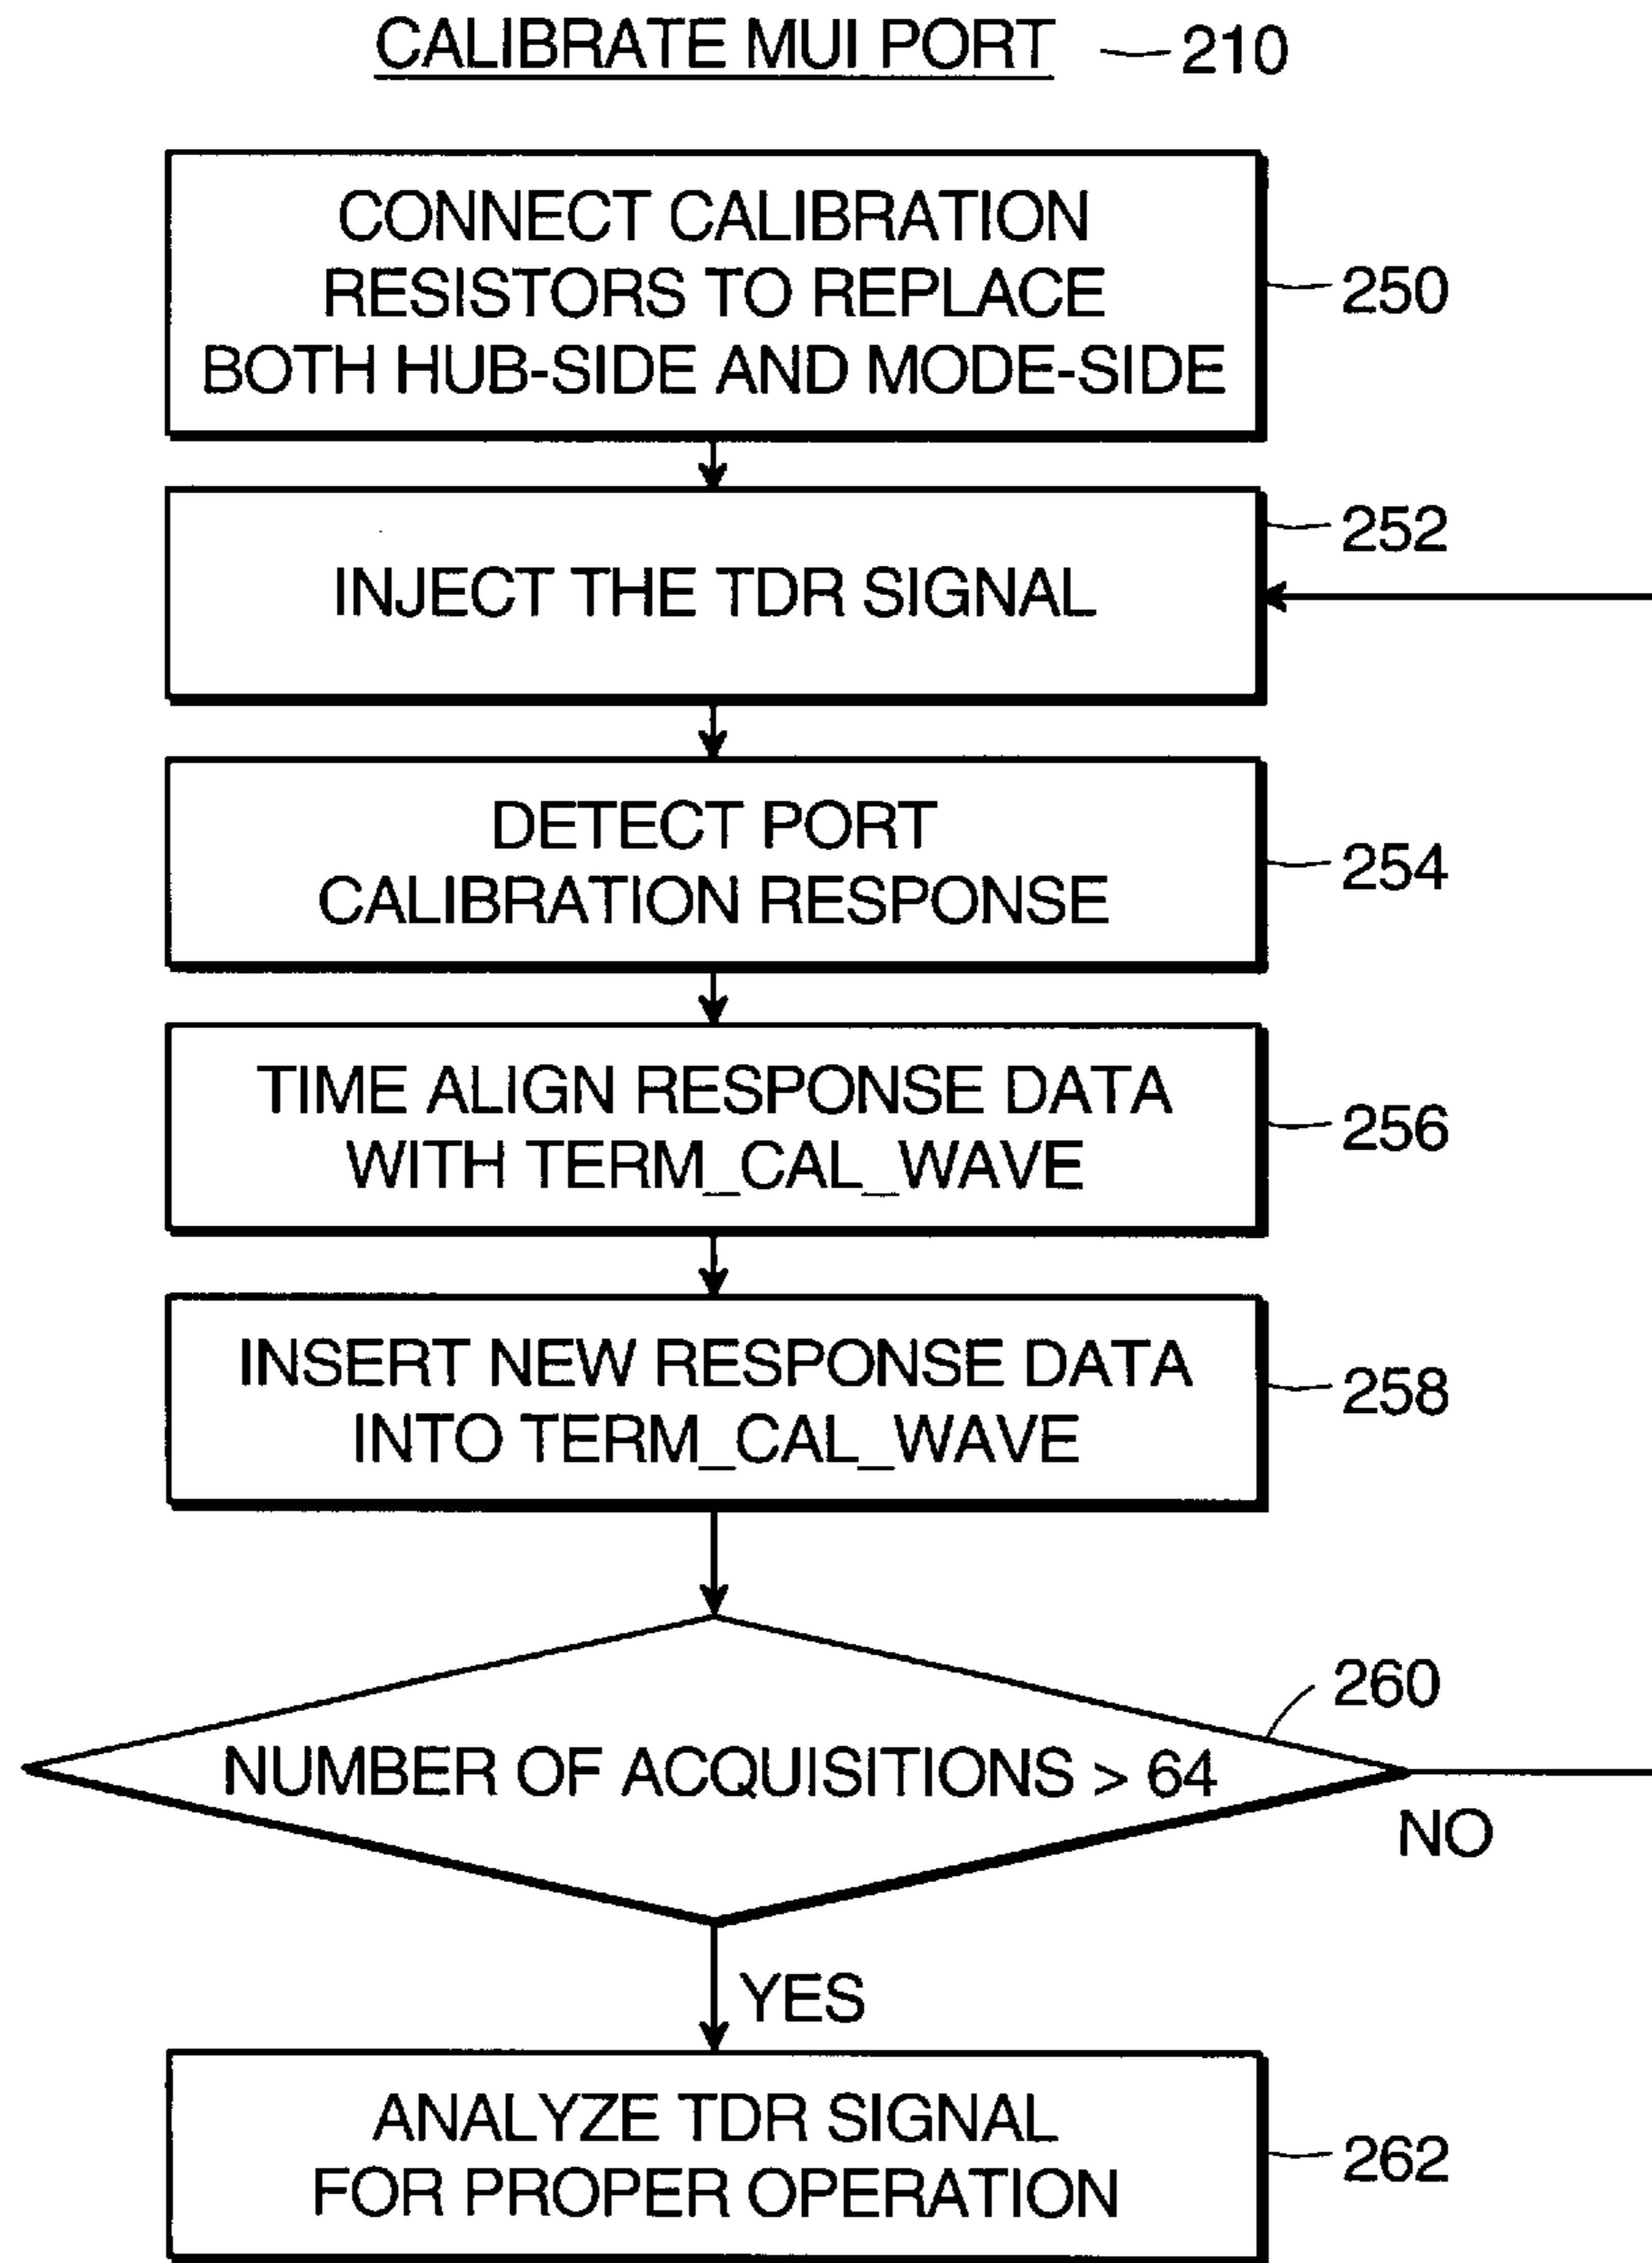 CALIBRATE MUI PORT 210
CONNECT CALIBRATION
RESISTORS TO REPLACE
BOTH HUB-SIDE AND MODE-SIDE
250
252
INJECT THE TDR SIGNAL
DETECT PORT
CALIBRATION RESPONSE
254
TIME ALIGN RESPONSE DATA
WITH TERM_CAL_WAVE
256
INSERT NEW RESPONSE DATA
INTO TERM_CAL_WAVE
258
260
NUMBER OF ACQUISITIONS > 64
NO
YES
ANALYZE TDR SIGNAL
FOR PROPER OPERATION
262